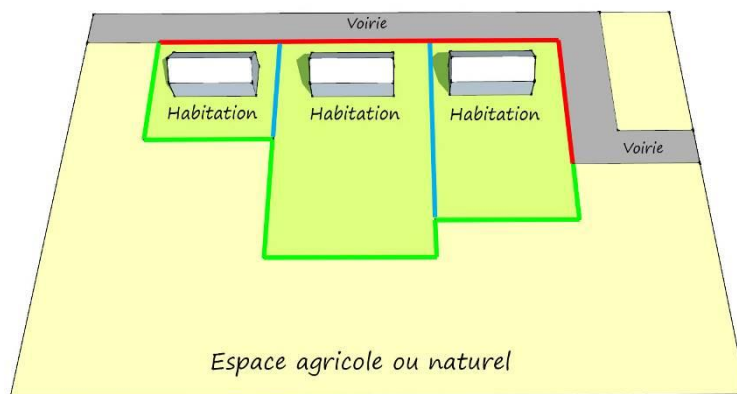 Voirie
Habitation
Habitation
Habitation
Voirie
Espace agricole ou naturel